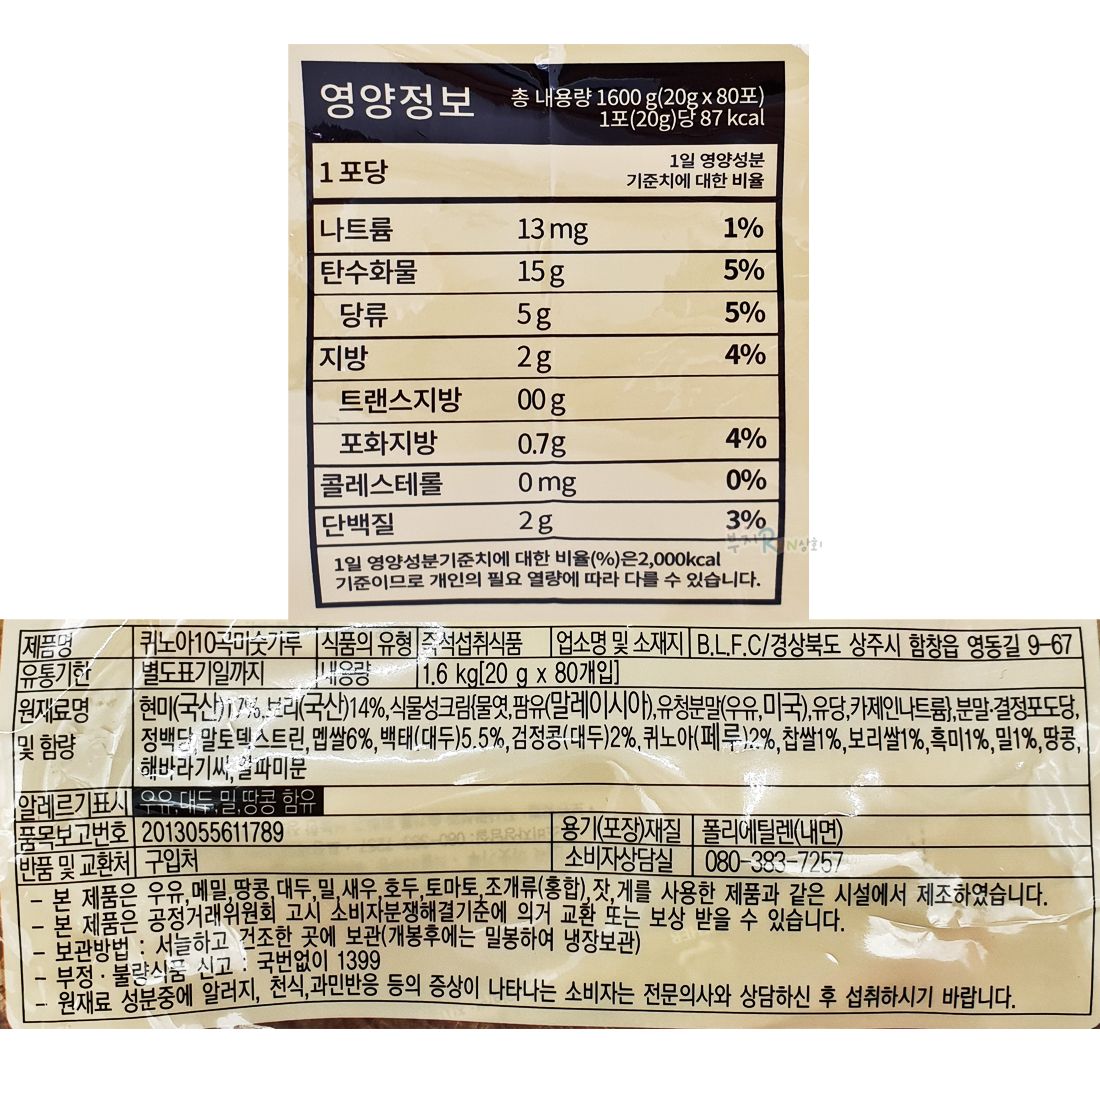 영양정보
총 내용량 1600 g(20g x 80포)
1포(20g)당 87 kcal
1 포당
1일 영양성분
기준치에 대한 비율
나트륨 13 mg 1%
탄수화물 15 g 5%
당류 5 g 5%
지방 2 g 4%
트랜스지방 00 g
포화지방 0.7g 4%
콜레스테롤 0 mg 0%
단백질 2 g 3%
부지RUN상회
1일 영양성분기준치에 대한 비율(%)은2,000kcal
기준이므로 개인의 필요 열량에 따라 다를 수 있습니다.
제품명 퀴노아10곡미숫가루 식품의 유형 즉석섭취식품 업소명 및 소재지 B.L.F.C/경상북도 상주시 함창읍 영동길 9-67
유통기한 별도표기일까지 내용량 1.6 kg[20 g x 80개입]
원재료명 현미(국산)17%,보리(국산)14%,식물성크림{물엿,팜유(말레이시아),유청분말(우유,미국),유당,카제인나트륨},분말·결정포도당,
및 함량 정백당,말토덱스트린,멥쌀6%,백태(대두)5.5%,검정콩(대두)2%,퀴노아(페루)2%,찹쌀1%,보리쌀1%,흑미1%,밀1%,땅콩,
해바라기씨,알파미분
알레르기표시 우유,대두,밀,땅콩 함유
품목보고번호 2013055611789 용기(포장)재질 폴리에틸렌(내면)
반품 및 교환처 구입처 소비자상담실 080-383-7257
- 본 제품은 우유,메밀,땅콩,대두,밀,새우,호두,토마토,조개류(홍합),잣,게를 사용한 제품과 같은 시설에서 제조하였습니다.
- 본 제품은 공정거래위원회 고시 소비자분쟁해결기준에 의거 교환 또는 보상 받을 수 있습니다.
- 보관방법 : 서늘하고 건조한 곳에 보관(개봉후에는 밀봉하여 냉장보관)
- 부정·불량식품 신고 : 국번없이 1399
- 원재료 성분중에 알러지, 천식,과민반응 등의 증상이 나타나는 소비자는 전문의사와 상담하신 후 섭취하시기 바랍니다.